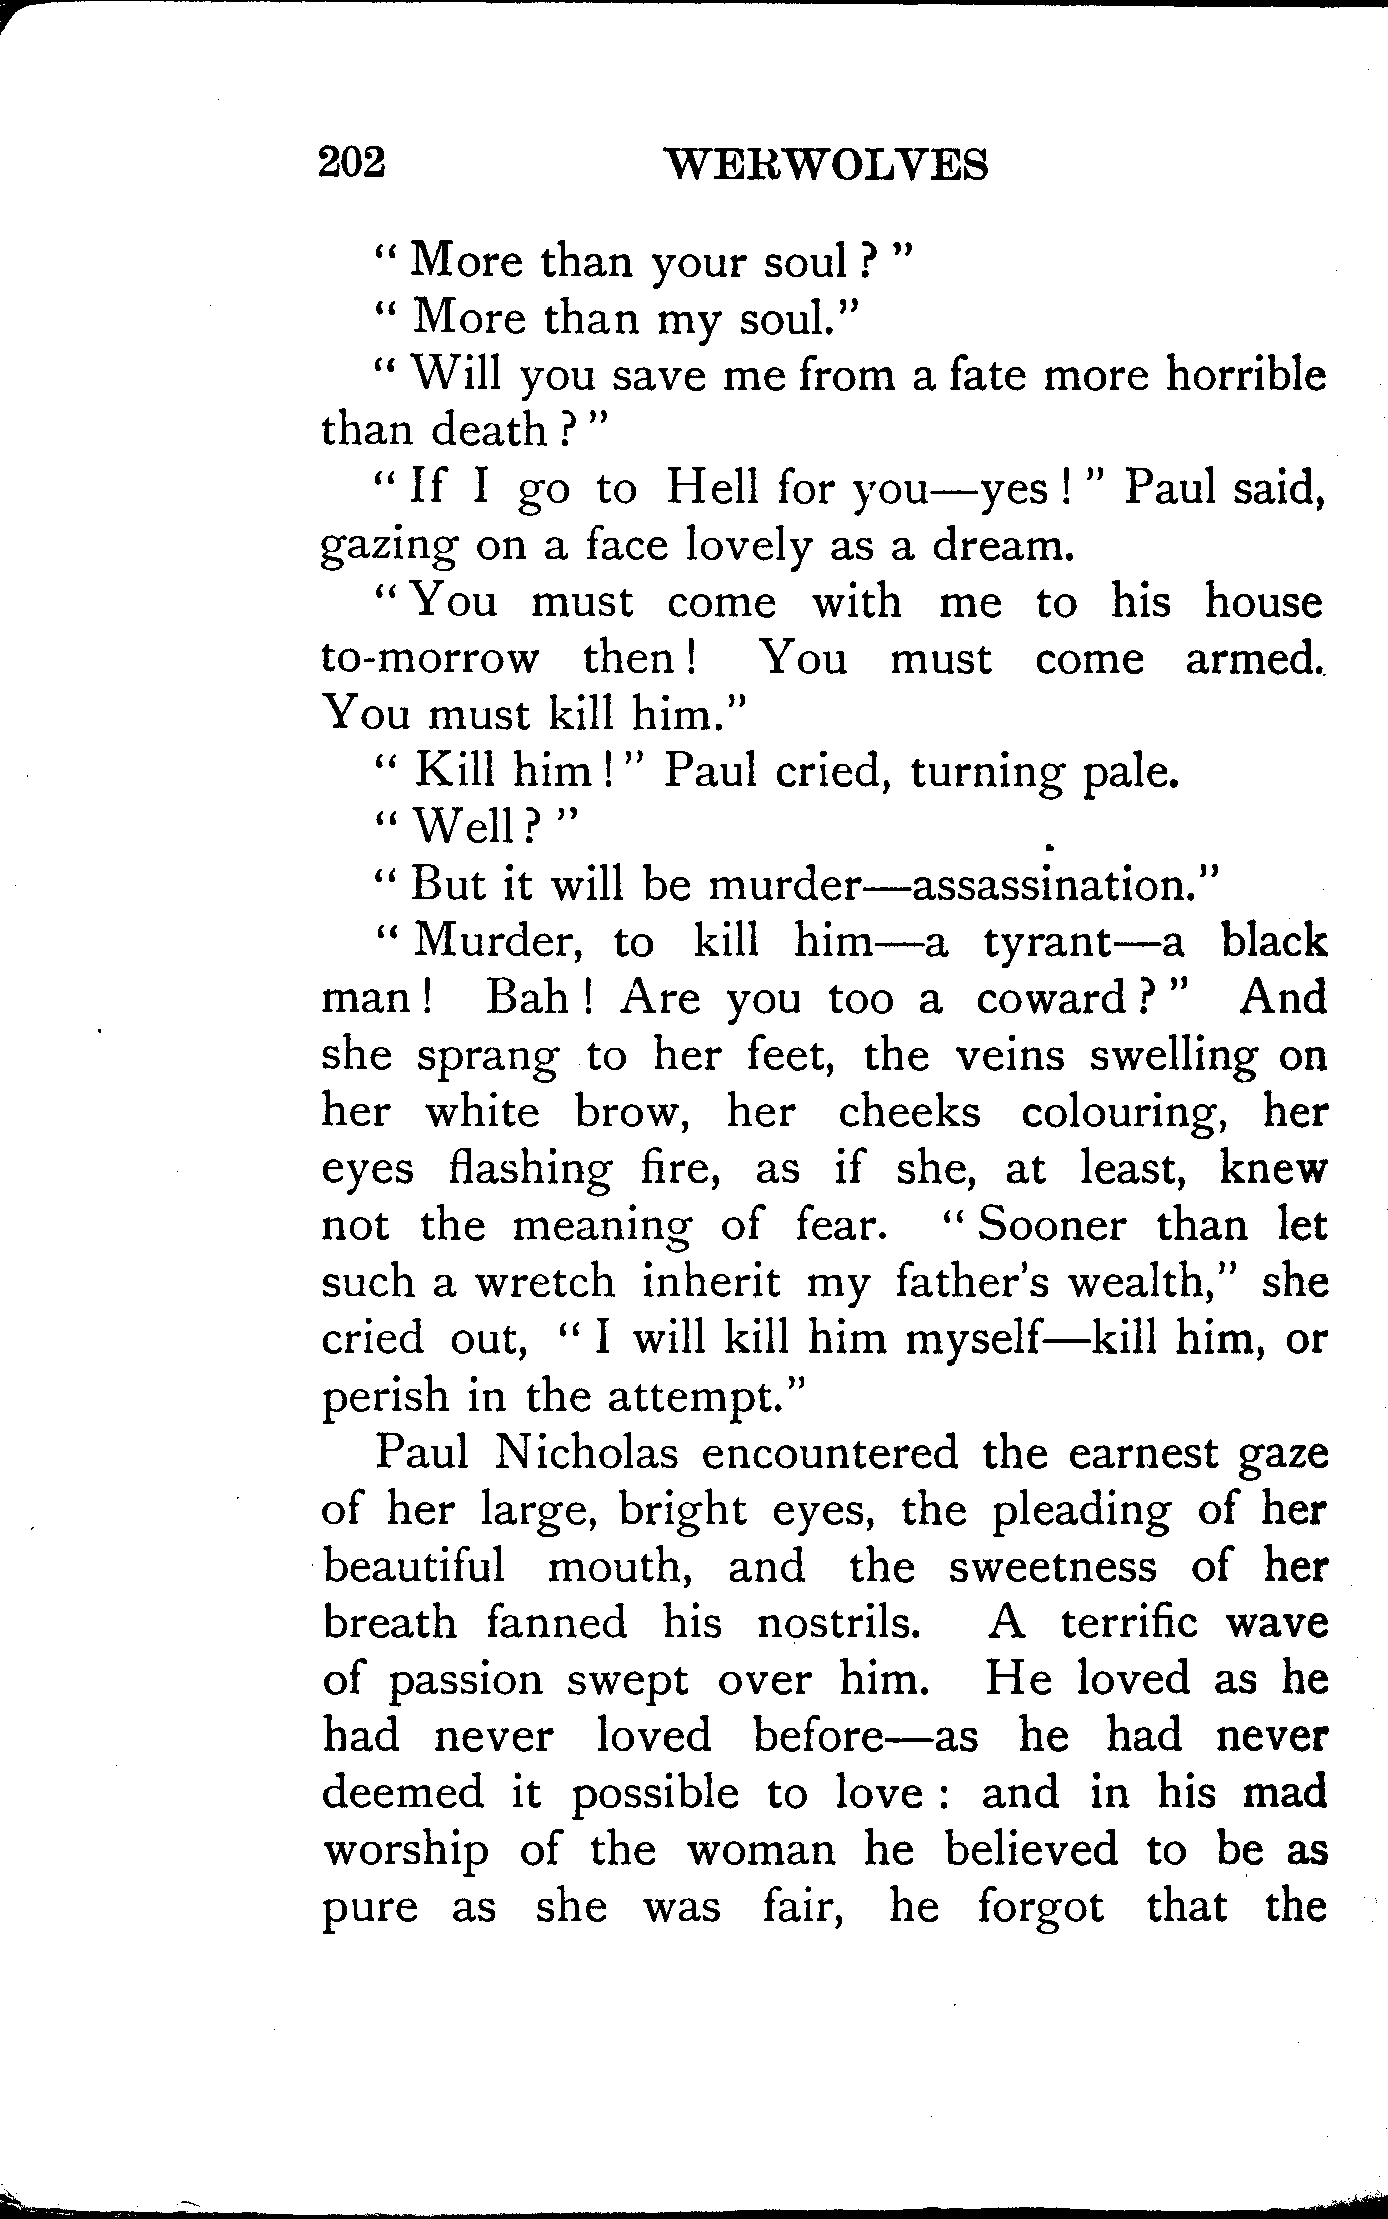 202 WERWOLVES
“ More than your soul ? ”
“ More than my soul.”
“ Will you save me from a fate more horrible
than death ? ”
“ If I go to Hell for you—yes ! ” Paul said,
gazing on a face lovely as a dream.
“ You must come with me to his house
to-morrow then ! You must come armed.
You must kill him.”
“ Kill him ! ” Paul cried, turning pale.
“ Well ? ”
“ But it will be murder—assassination.”
“ Murder, to kill him—a tyrant—a black
man ! Bah ! Are you too a coward ? ” And
she sprang to her feet, the veins swelling on
her white brow, her cheeks colouring, her
eyes flashing fire, as if she, at least, knew
not the meaning of fear. “ Sooner than let
such a wretch inherit my father’s wealth,” she
cried out, “ I will kill him myself—kill him, or
perish in the attempt.”
Paul Nicholas encountered the earnest gaze
of her large, bright eyes, the pleading of her
beautiful mouth, and the sweetness of her
breath fanned his nostrils. A terrific wave
of passion swept over him. He loved as he
had never loved before—as he had never
deemed it possible to love : and in his mad
worship of the woman he believed to be as
pure as she was fair, he forgot that the